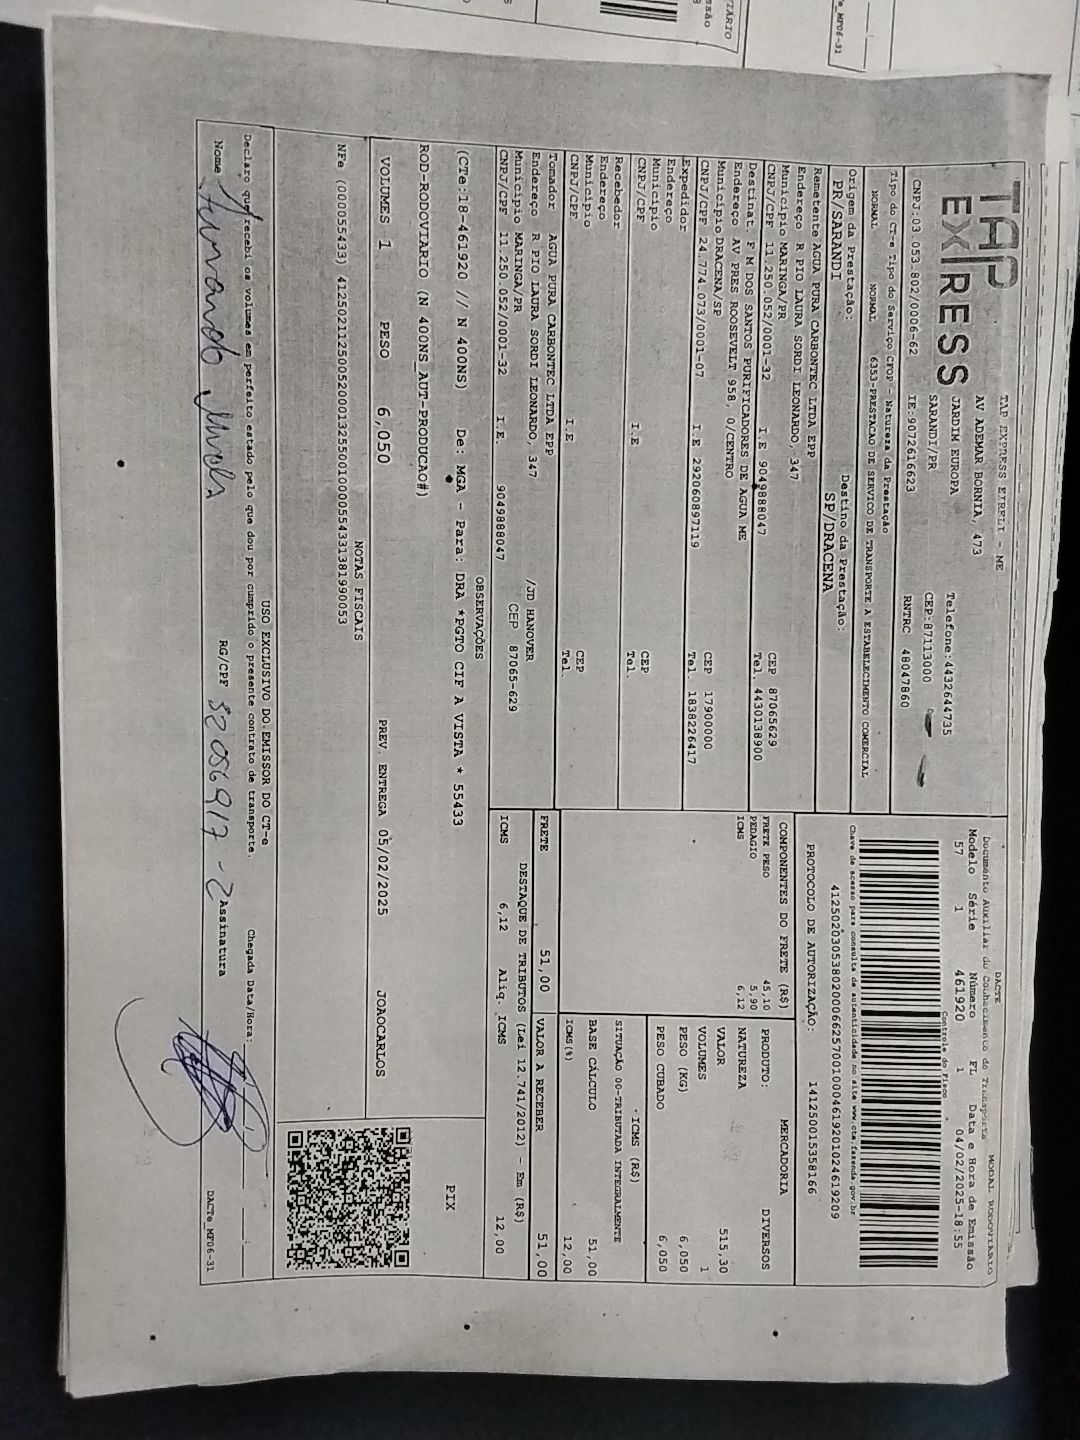 TAP EXPRESS
TAP EXPRESS EIRELI - ME
AV ADEMAR BORNIA, 473
JARDIM EUROPA
SARANDI/PR
Telefone:4432644735
CEP:87113000
CNPJ:03.053.802/0006-62 IE:9072616623 RNTRC 48047860
DACTE MODAL RODOVIÁRIO
Documento Auxiliar do Conhecimento de Transporte
Modelo Série Número FL Data e Hora de Emissão
57 1 461920 1 04/02/2025-18:55
Controle do Fisco
Chave de acesso para consulta de autenticidade no site www.cte.fazenda.gov.br
PROTOCOLO DE AUTORIZAÇÃO: 141250015358166
Tipo do CT-e Tipo do Serviço CFOP - Natureza da Prestação
NORMAL NORMAL 6353-PRESTACAO DE SERVICO DE TRANSPORTE A ESTABELECIMENTO COMERCIAL
Origem da Prestação: Destino da Prestação:
PR/SARANDI SP/DRACENA
Remetente AGUA PURA CARBONTEC LTDA EPP
Endereço R PIO LAURA SORDI LEONARDO, 347
Município MARINGA/PR CEP 87065629
CNPJ/CPF 11.250.052/0001-32 I.E 9049888047 Tel. 4430138900
Destinat. F M DOS SANTOS PURIFICADORES DE AGUA ME
Endereço AV PRES ROOSEVELT 958, 0/CENTRO
Município DRACENA/SP CEP 17900000
CNPJ/CPF 24.774.073/0001-07 I.E 292060897119 Tel. 1838226417
Expedidor
Endereço
Município CEP
CNPJ/CPF I.E Tel.
Recebedor
Endereço
Município CEP
CNPJ/CPF I.E Tel.
Tomador AGUA PURA CARBONTEC LTDA EPP
Endereço R PIO LAURA SORDI LEONARDO, 347 /JD HANOVER
Município MARINGA/PR CEP 87065-629
CNPJ/CPF 11.250.052/0001-32 I.E. 9049888047
COMPONENTES DO FRETE (R$)
FRETE PESO 45,10
PEDAGIO 5,90
ICMS 6,12
MERCADORIA
PRODUTO: DIVERSOS
NATUREZA
VALOR 515,30
VOLUMES 1
PESO (KG) 6,050
PESO CUBADO 6,050
ICMS (R$)
SITUAÇÃO 00-TRIBUTADA INTEGRALMENTE
BASE CÁLCULO 51,00
ICMS(%) 12,00
FRETE 51,00 VALOR A RECEBER 51,00
DESTAQUE DE TRIBUTOS (Lei 12.741/2012) - Em (R$)
ICMS 6,12 Aliq. ICMS 12,00
OBSERVAÇÕES
(CTe:18-461920 // N 400NS) De: MGA - Para: DRA *PGTO CIF A VISTA * 55433
ROD-RODOVIARIO (N 400NS_AUT-PRODUCAO#)
PIX
VOLUMES 1 PESO 6,050 PREV. ENTREGA 05/02/2025 JOAOCARLOS
NOTAS FISCAIS
NFe (000055433) 41250211250052000132550010000554331381990053
USO EXCLUSIVO DO EMISSOR DO CT-e
Declaro que recebi os volumes em perfeito estado pelo que dou por cumprido o presente contrato de transporte. Chegada Data/Hora:
Nome Fernando RG/CPF Assinatura
DACTe_MF06-31